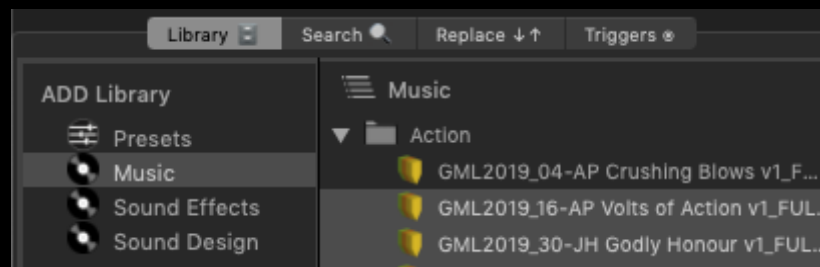 Library Search Replace ↓↑ Triggers
ADD Library
Presets
Music
Sound Effects
Sound Design
Music
Action
GML2019_04-AP Crushing Blows v1_F...
GML2019_16-AP Volts of Action v1_FUL...
GML2019_30-JH Godly Honour v1_FUL...